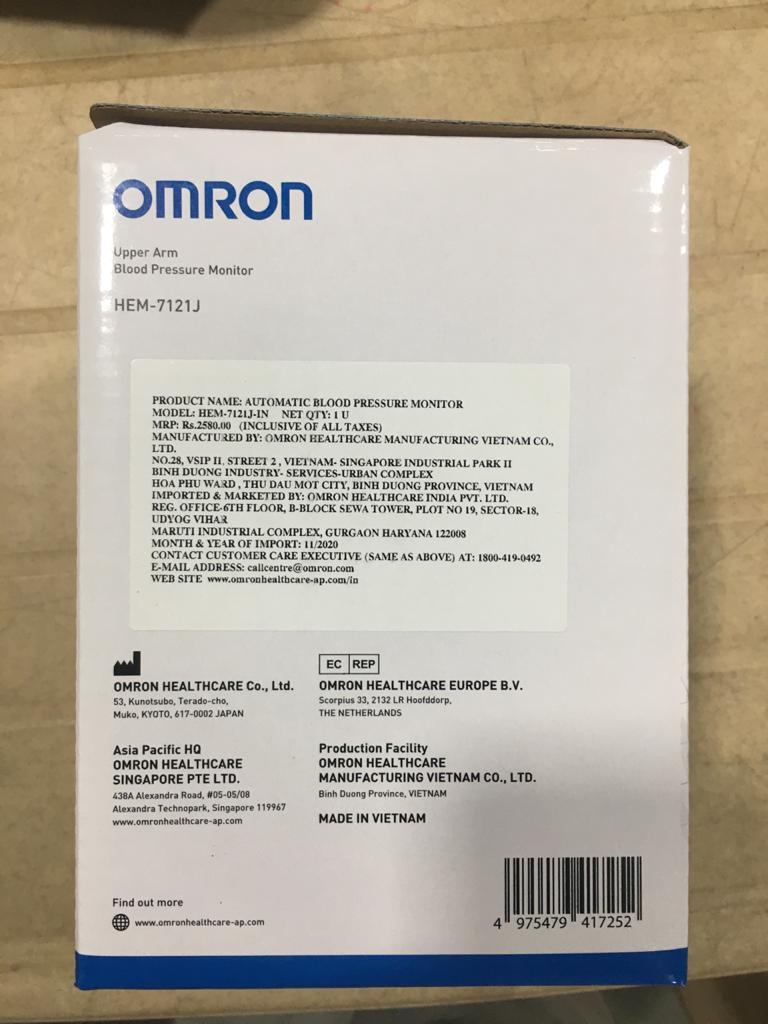 OMRON
Upper Arm
Blood Pressure Monitor
HEM-7121J
PRODUCT NAME: AUTOMATIC BLOOD PRESSURE MONITOR
MODEL: HEM-7121J-IN NET QTY: 1 U
MRP: Rs.2580.00 (INCLUSIVE OF ALL TAXES)
MANUFACTURED BY: OMRON HEALTHCARE MANUFACTURING VIETNAM CO.,
LTD.
NO.28, VSIP II, STREET 2 , VIETNAM- SINGAPORE INDUSTRIAL PARK II
BINH DUONG INDUSTRY- SERVICES-URBAN COMPLEX
HOA PHU WARD , THU DAU MOT CITY, BINH DUONG PROVINCE, VIETNAM
IMPORTED & MARKETED BY: OMRON HEALTHCARE INDIA PVT. LTD.
REG. OFFICE-6TH FLOOR, B-BLOCK SEWA TOWER, PLOT NO 19, SECTOR-18,
UDYOG VIHAR
MARUTI INDUSTRIAL COMPLEX, GURGAON HARYANA 122008
MONTH & YEAR OF IMPORT: 11/2020
CONTACT CUSTOMER CARE EXECUTIVE (SAME AS ABOVE) AT: 1800-419-0492
E-MAIL ADDRESS: callcentre@omron.com
WEB SITE www.omronhealthcare-ap.com/in
OMRON HEALTHCARE Co., Ltd.
53, Kunotsubo, Terado-cho,
Muko, KYOTO, 617-0002 JAPAN
EC REP
OMRON HEALTHCARE EUROPE B.V.
Scorpius 33, 2132 LR Hoofddorp,
THE NETHERLANDS
Asia Pacific HQ
OMRON HEALTHCARE
SINGAPORE PTE LTD.
438A Alexandra Road, #05-05/08
Alexandra Technopark, Singapore 119967
www.omronhealthcare-ap.com
Production Facility
OMRON HEALTHCARE
MANUFACTURING VIETNAM CO., LTD.
Binh Duong Province, VIETNAM
MADE IN VIETNAM
Find out more
www.omronhealthcare-ap.com
4 975479 417252